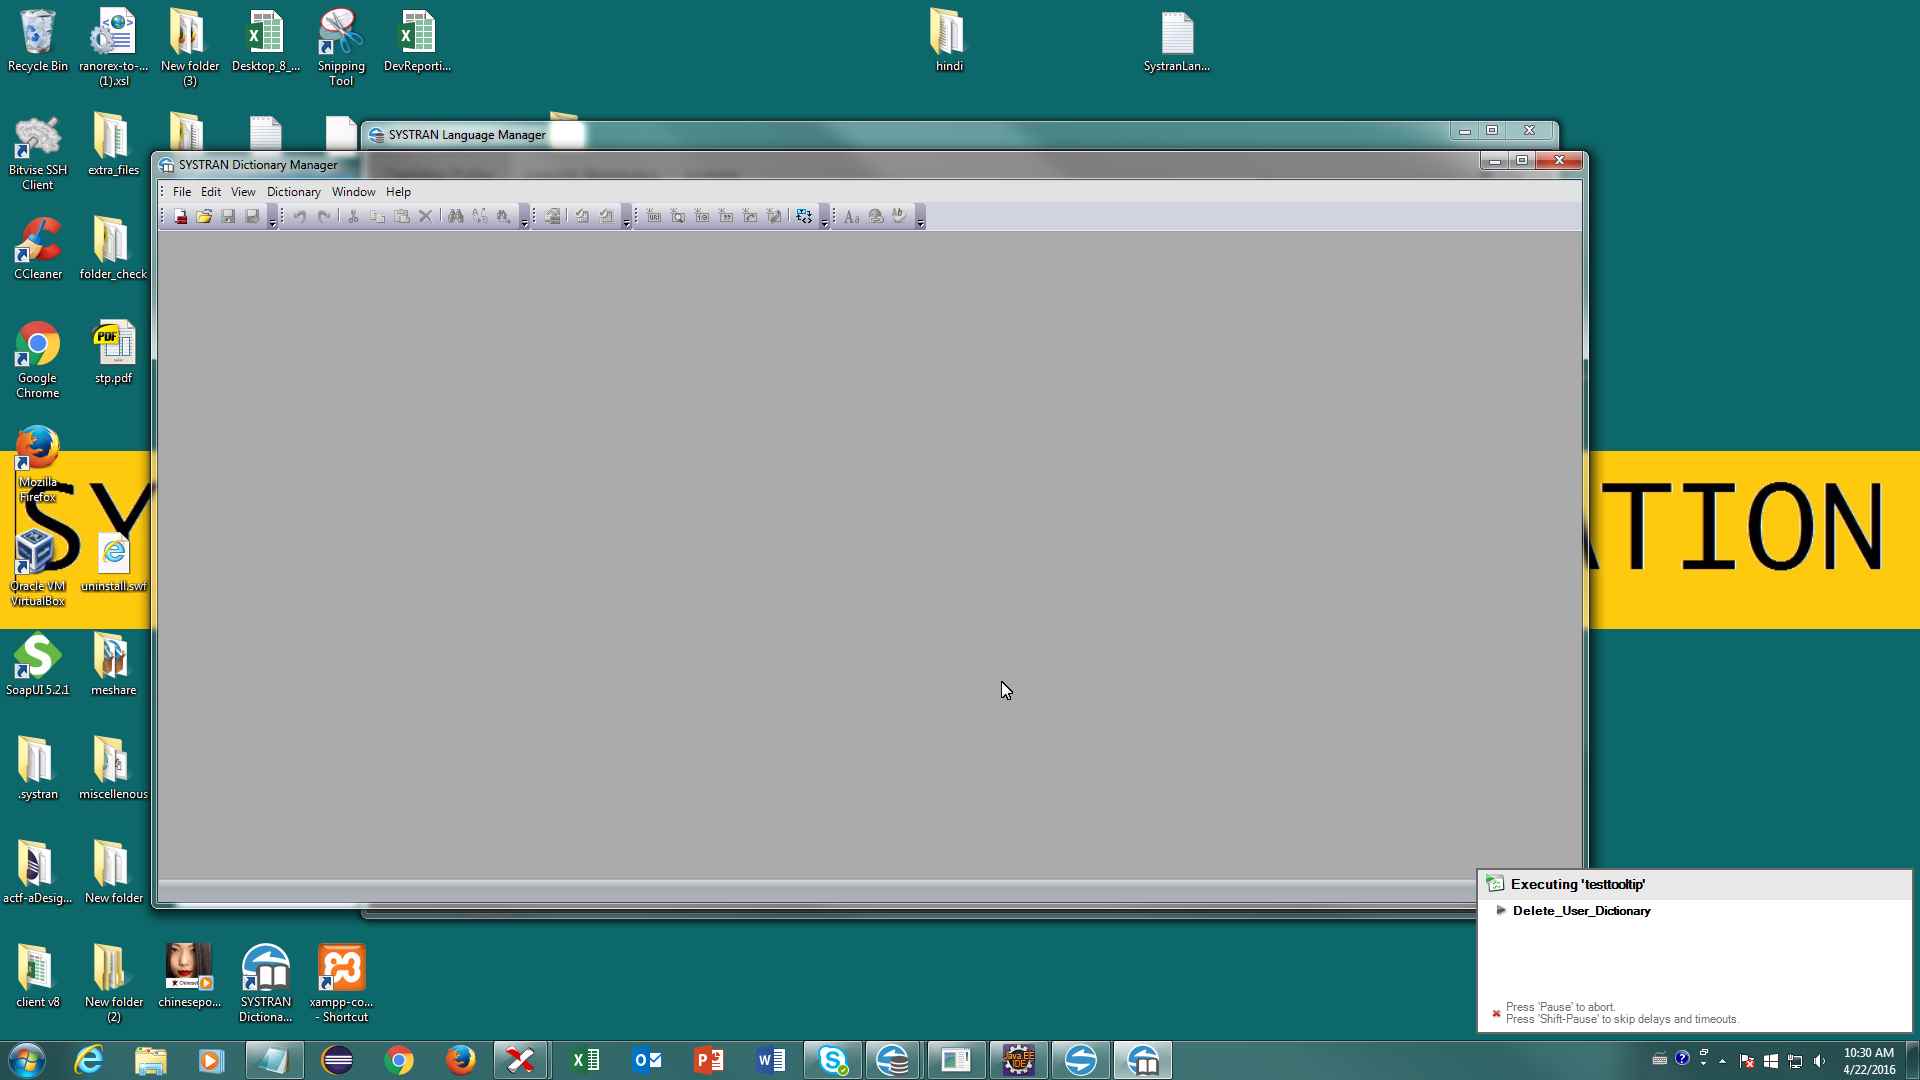 Recycle Bin
ranorex-to-...
(1).xsl
New folder
(3)
Desktop_8_...
Snipping
Tool
DevReporti...
hindi
SystranLan...
Bitvise SSH
Client
extra_files
SYSTRAN Language Manager
SYSTRAN Dictionary Manager
File Edit View Dictionary Window Help
CCleaner
folder_check
Google
Chrome
PDF
stp.pdf
Mozilla
Firefox
SY
ATION
Oracle VM
VirtualBox
uninstall.swf
SoapUI 5.2.1
meshare
.systran
miscellenous
actf-aDesig...
New folder
Executing 'testtooltip'
Delete_User_Dictionary
Press 'Pause' to abort.
Press 'Shift-Pause' to skip delays and timeouts.
client v8
New folder
(2)
chinesepo...
SYSTRAN
Dictiona...
xampp-co...
- Shortcut
Java EE
IDE
10:30 AM
4/22/2016